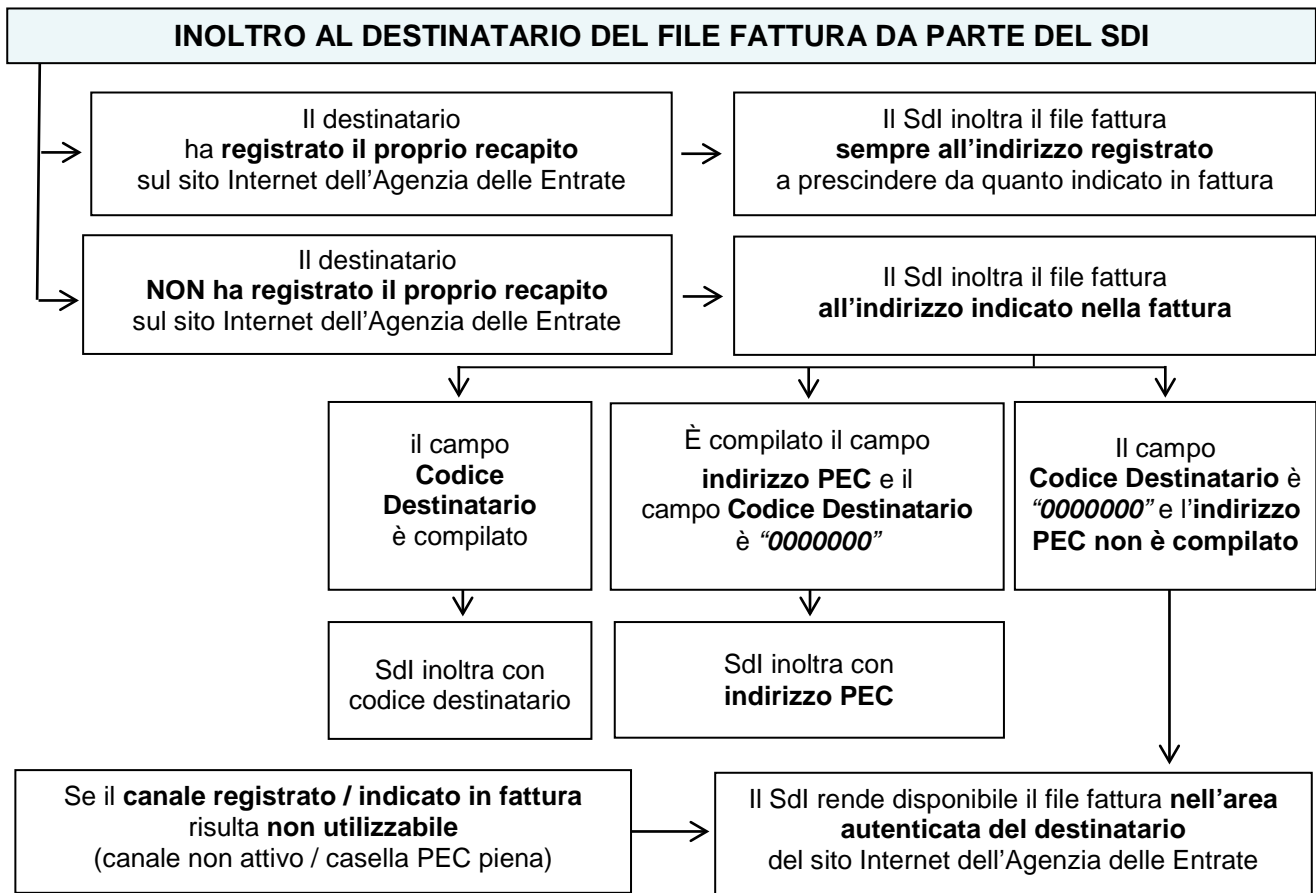 INOLTRO AL DESTINATARIO DEL FILE FATTURA DA PARTE DEL SDI
Il destinatario
ha registrato il proprio recapito
sul sito Internet dell'Agenzia delle Entrate
Il SdI inoltra il file fattura
sempre all'indirizzo registrato
a prescindere da quanto indicato in fattura
Il destinatario
NON ha registrato il proprio recapito
sul sito Internet dell'Agenzia delle Entrate
Il SdI inoltra il file fattura
all'indirizzo indicato nella fattura
il campo
Codice
Destinatario
è compilato
È compilato il campo
indirizzo PEC e il
campo Codice Destinatario
è "0000000"
Il campo
Codice Destinatario è
"0000000" e l'indirizzo
PEC non è compilato
SdI inoltra con
codice destinatario
SdI inoltra con
indirizzo PEC
Se il canale registrato / indicato in fattura
risulta non utilizzabile
(canale non attivo / casella PEC piena)
Il SdI rende disponibile il file fattura nell'area
autenticata del destinatario
del sito Internet dell'Agenzia delle Entrate